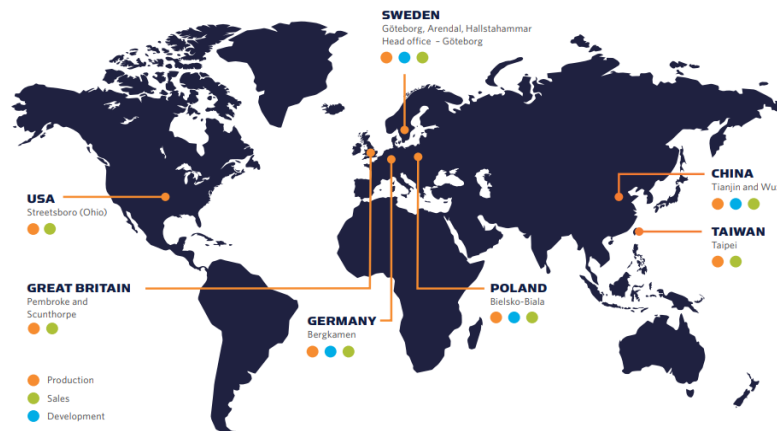 SWEDEN
Göteborg, Arendal, Hallstahammar
Head office – Göteborg
CHINA
Tianjin and Wux
USA
Streetsboro (Ohio)
TAIWAN
Taipei
GREAT BRITAIN
Pembroke and
Scunthorpe
POLAND
Bielsko-Biala
GERMANY
Bergkamen
Production
Sales
Development